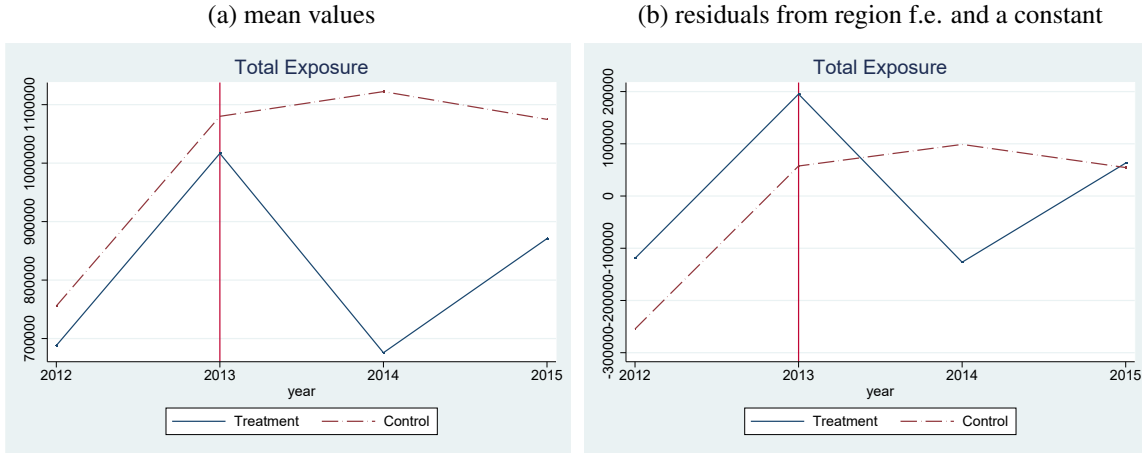 (a) mean values
Total Exposure
1100000
1000000
900000
800000
700000
2012 2013 2014 2015
year
Treatment Control
(b) residuals from region f.e. and a constant
Total Exposure
200000
100000
0
-100000
-200000
-300000
2012 2013 2014 2015
year
Treatment Control